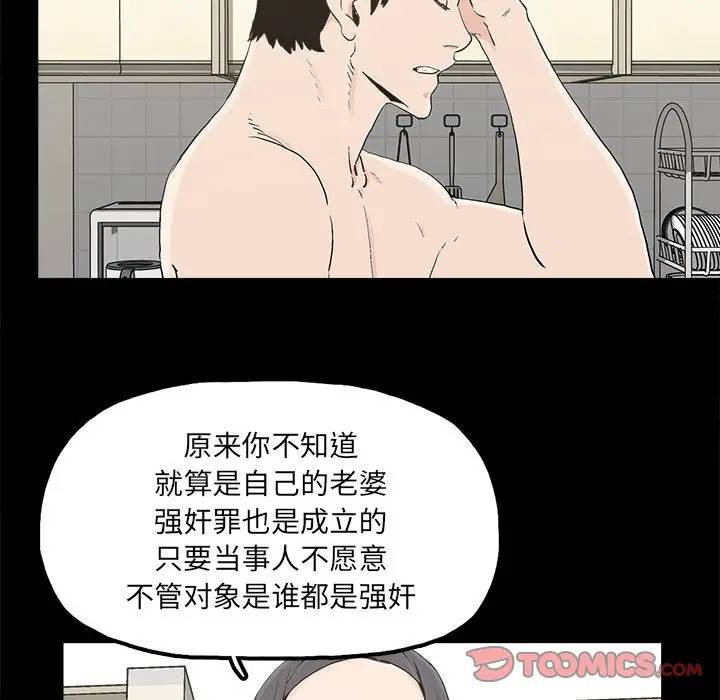 原来你不知道
就算是自己的老婆
强奸罪也是成立的
只要当事人不愿意
不管对象是谁都是强奸
TOOMICS.COM